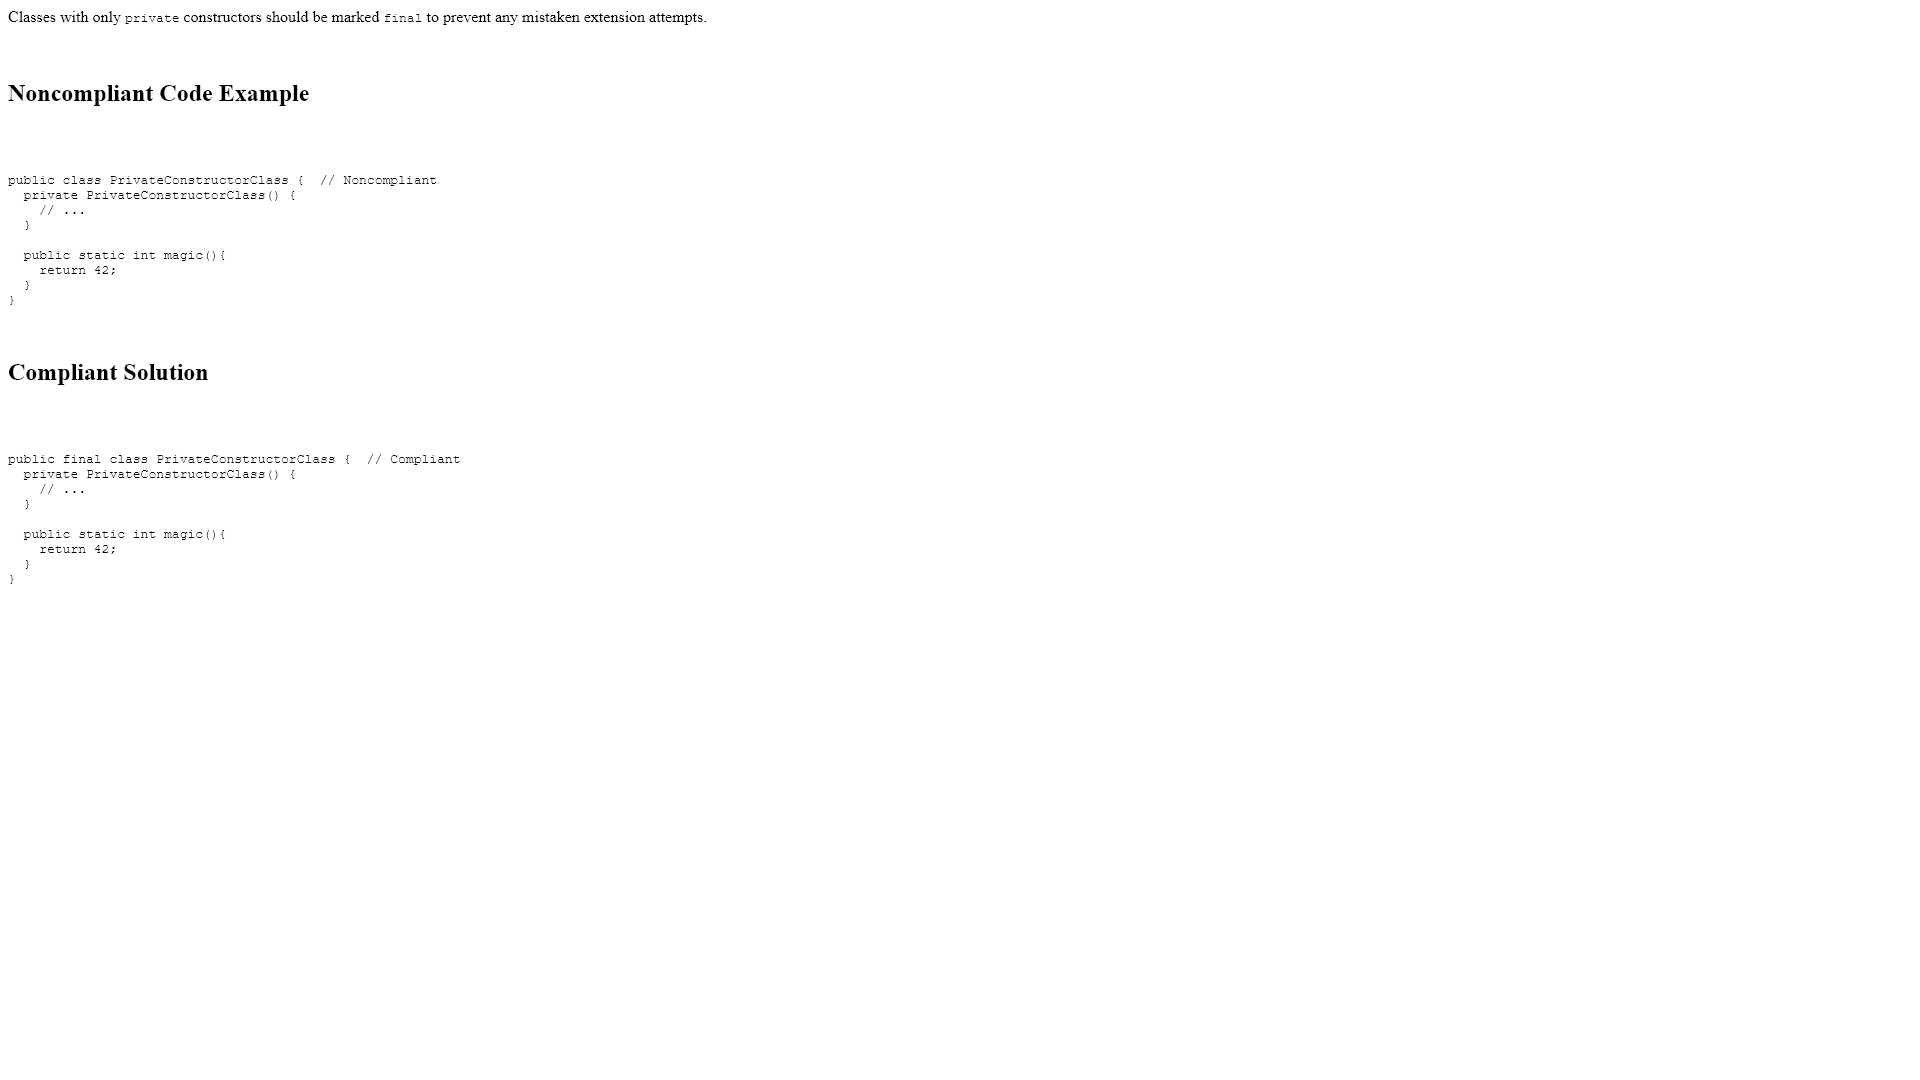 Classes with only private constructors should be marked final to prevent any mistaken extension attempts.
Noncompliant Code Example
public class PrivateConstructorClass {  // Noncompliant
  private PrivateConstructorClass() {
    // ...
  }
  public static int magic(){
    return 42;
  }
}
Compliant Solution
public final class PrivateConstructorClass {  // Compliant
  private PrivateConstructorClass() {
    // ...
  }
  public static int magic(){
    return 42;
  }
}